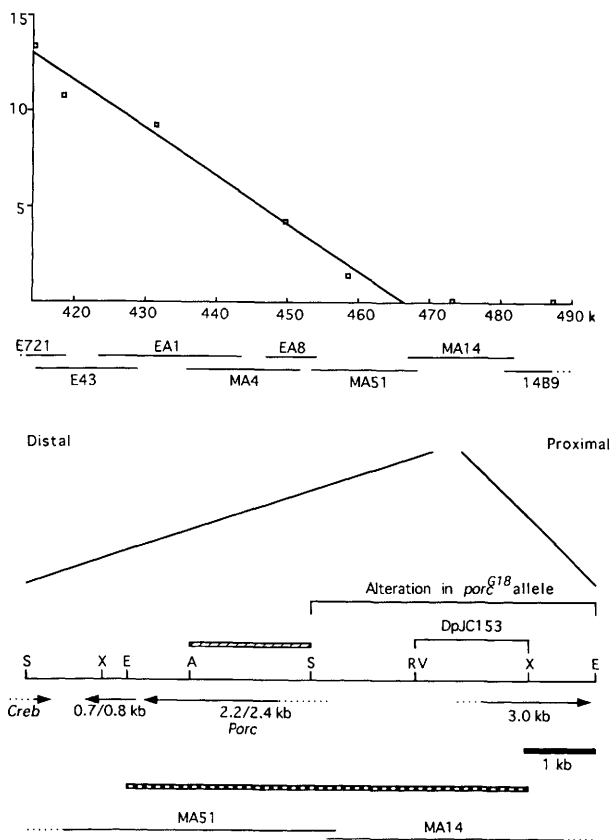 15
10
5
420 430 440 450 460 470 480 490 k
E721 EA1 EA8 MA14
E43 MA4 MA51 14B9
Distal Proximal
Alteration in porc^G18 allele
DpJC153
S X E A S RV X E
Creb 0.7/0.8 kb 2.2/2.4 kb 3.0 kb
Porc
1 kb
MA51 MA14